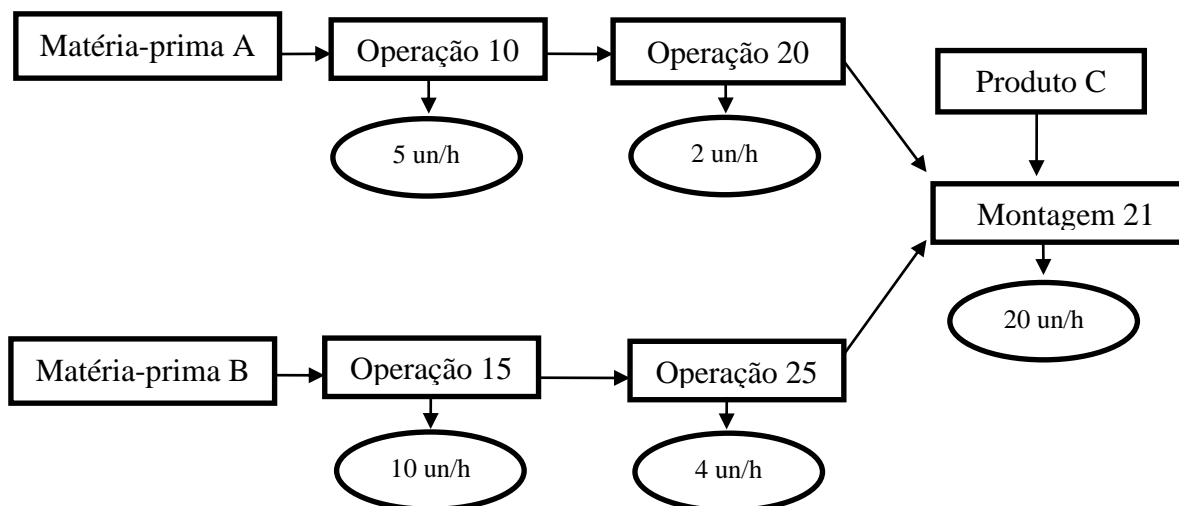 Matéria-prima A
Operação 10
Operação 20
Produto C
5 un/h
2 un/h
Montagem 21
20 un/h
Matéria-prima B
Operação 15
Operação 25
10 un/h
4 un/h